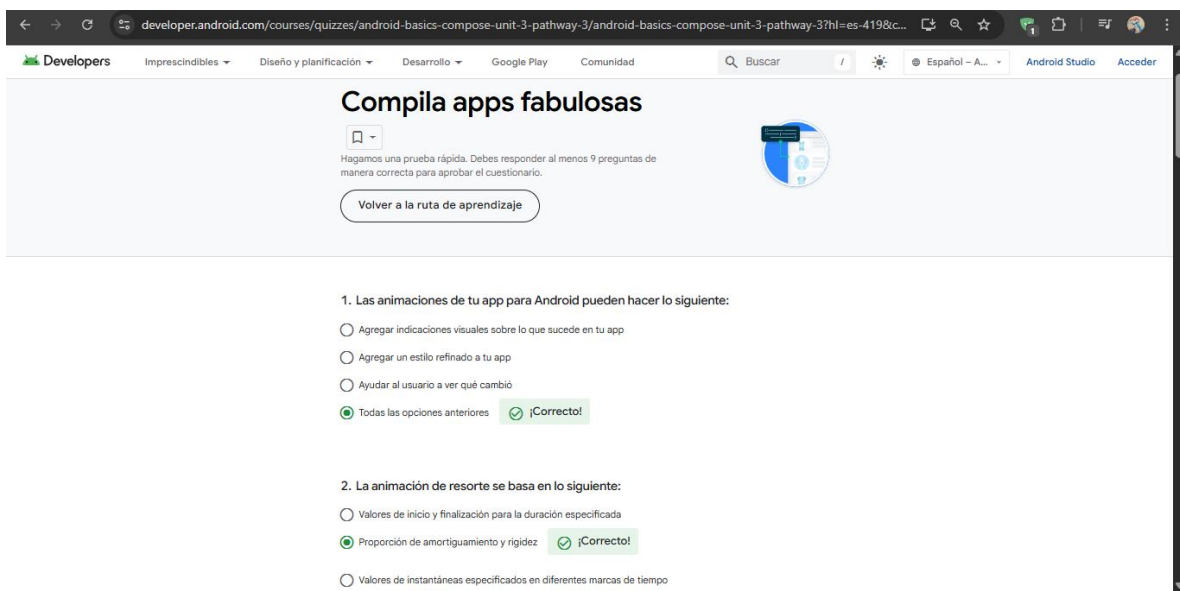 developer.android.com/courses/quizzes/android-basics-compose-unit-3-pathway-3/android-basics-compose-unit-3-pathway-3?hl=es-419&c...
1
Developers Imprescindibles Diseño y planificación Desarrollo Google Play Comunidad Buscar / Español – A... Android Studio Acceder
Compila apps fabulosas
Hagamos una prueba rápida. Debes responder al menos 9 preguntas de
manera correcta para aprobar el cuestionario.
Volver a la ruta de aprendizaje
1. Las animaciones de tu app para Android pueden hacer lo siguiente:
Agregar indicaciones visuales sobre lo que sucede en tu app
Agregar un estilo refinado a tu app
Ayudar al usuario a ver qué cambió
Todas las opciones anteriores ¡Correcto!
2. La animación de resorte se basa en lo siguiente:
Valores de inicio y finalización para la duración especificada
Proporción de amortiguamiento y rigidez ¡Correcto!
Valores de instantáneas especificados en diferentes marcas de tiempo